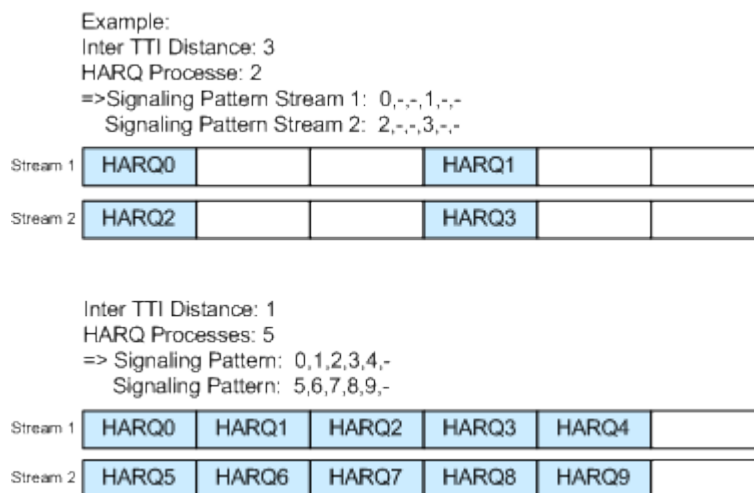 Example:
Inter TTI Distance: 3
HARQ Processe: 2
=>Signaling Pattern Stream 1: 0,-,-,1,-,-
Signaling Pattern Stream 2: 2,-,-,3,-,-
Stream 1 HARQ0 HARQ1
Stream 2 HARQ2 HARQ3
Inter TTI Distance: 1
HARQ Processes: 5
=> Signaling Pattern: 0,1,2,3,4,-
Signaling Pattern: 5,6,7,8,9,-
Stream 1 HARQ0 HARQ1 HARQ2 HARQ3 HARQ4
Stream 2 HARQ5 HARQ6 HARQ7 HARQ8 HARQ9